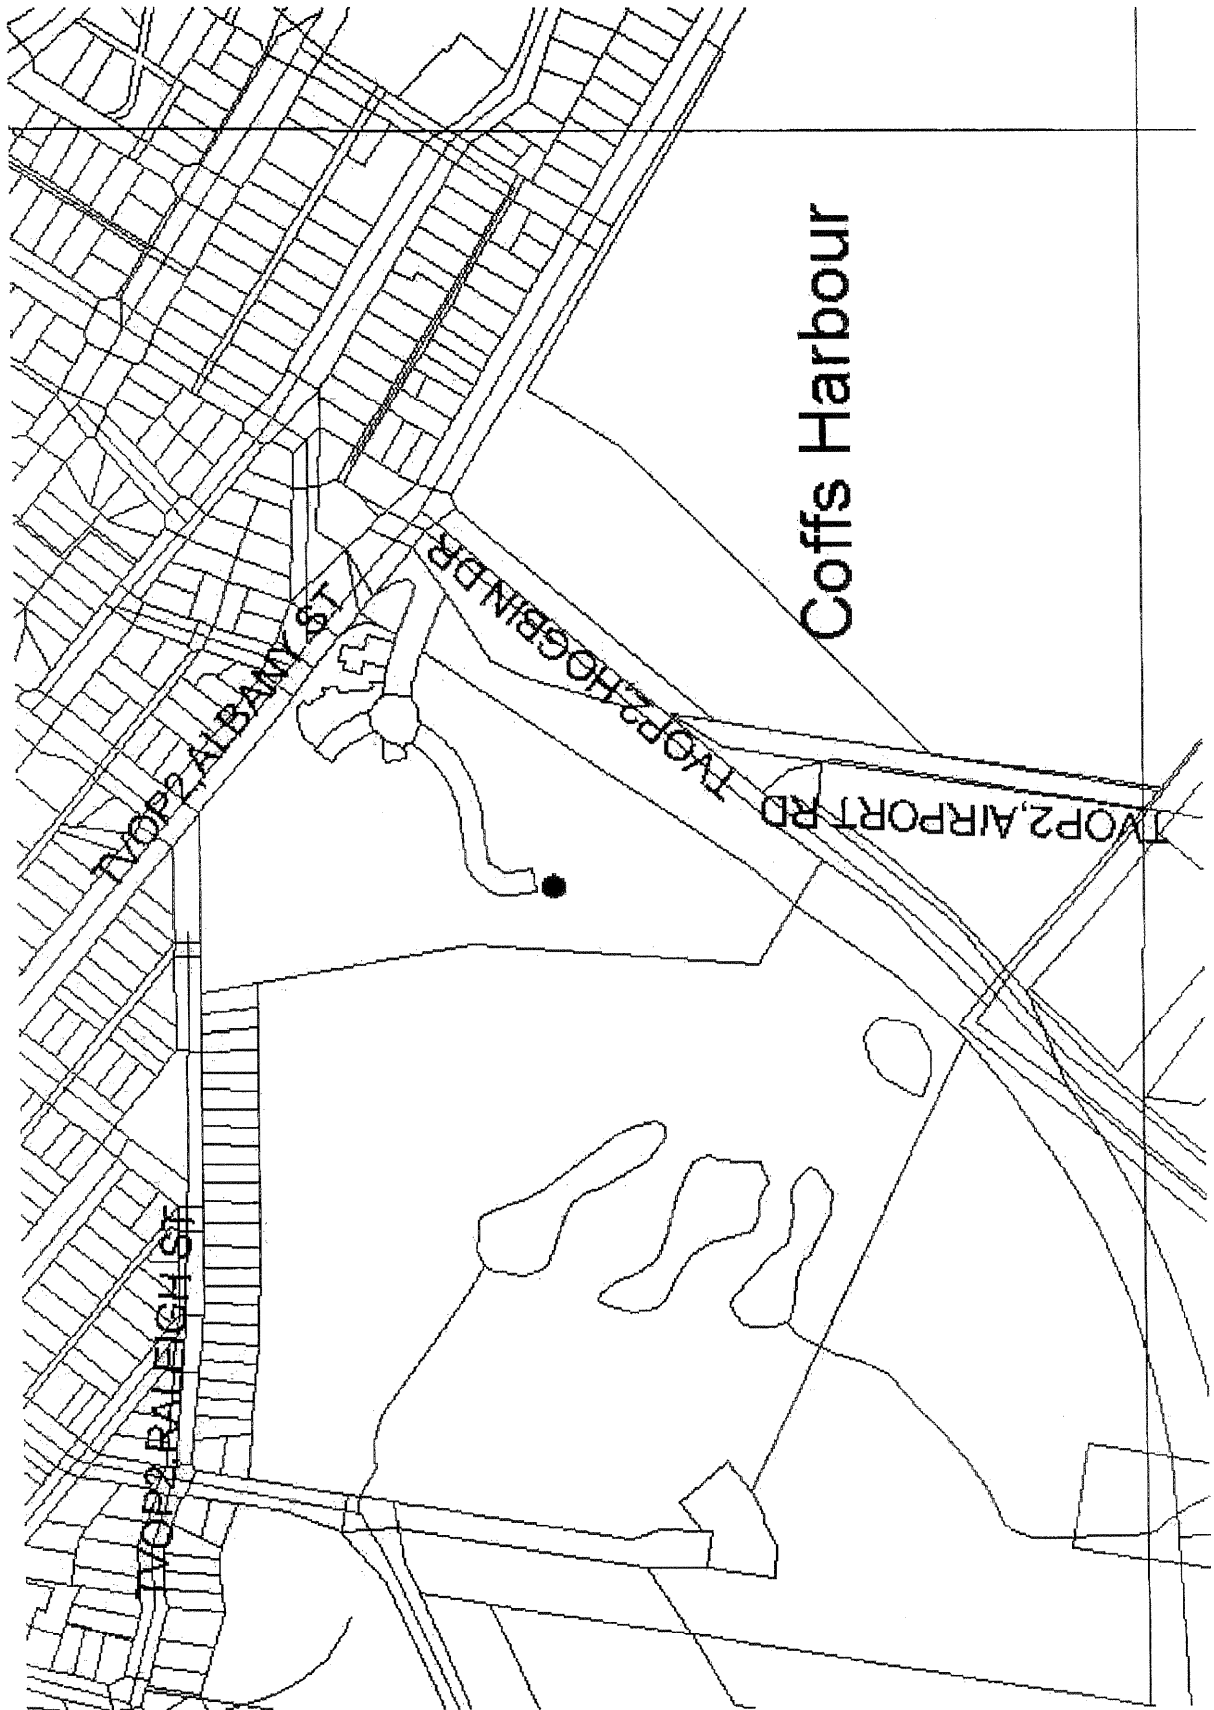 Coffs Harbour
TVOP2,ALBANY ST
TVOP2,HOGBIN DR
TVOP2,AIRPORT RD
TVOP2,RALEIGH ST